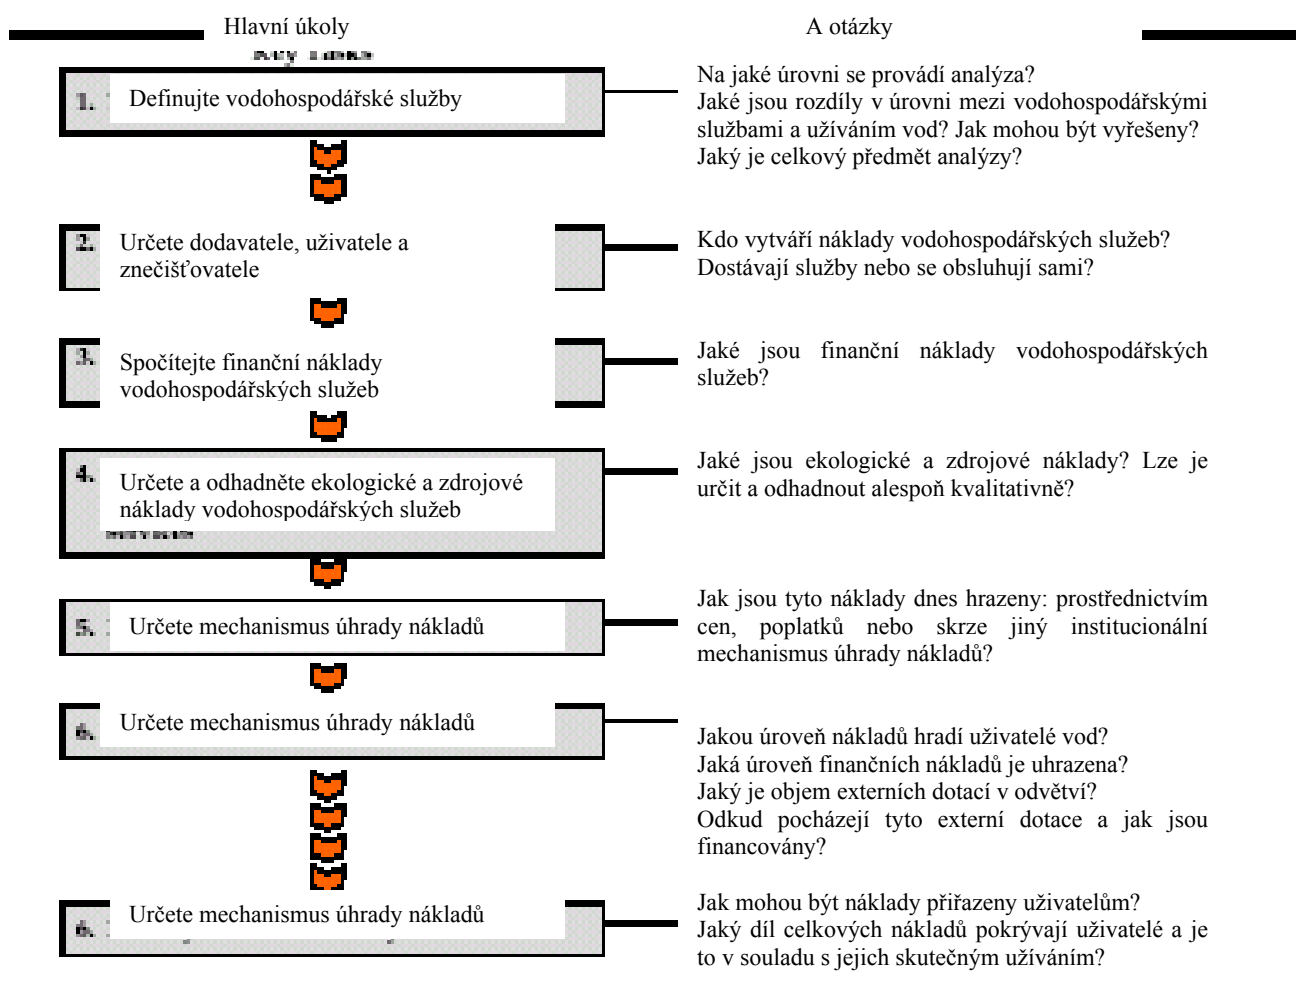 Hlavní úkoly
A otázky
Key Tasks
1.
Definujte vodohospodářské služby
Na jaké úrovni se provádí analýza?
Jaké jsou rozdíly v úrovni mezi vodohospodářskými
službami a užíváním vod? Jak mohou být vyřešeny?
Jaký je celkový předmět analýzy?
2.
Určete dodavatele, uživatele a
znečišťovatele
Kdo vytváří náklady vodohospodářských služeb?
Dostávají služby nebo se obsluhují sami?
3.
Spočítejte finanční náklady
vodohospodářských služeb
Jaké jsou finanční náklady vodohospodářských
služeb?
4.
Určete a odhadněte ekologické a zdrojové
náklady vodohospodářských služeb
Jaké jsou ekologické a zdrojové náklady? Lze je
určit a odhadnout alespoň kvalitativně?
5.
Určete mechanismus úhrady nákladů
Jak jsou tyto náklady dnes hrazeny: prostřednictvím
cen, poplatků nebo skrze jiný institucionální
mechanismus úhrady nákladů?
6.
Určete mechanismus úhrady nákladů
Jakou úroveň nákladů hradí uživatelé vod?
Jaká úroveň finančních nákladů je uhrazena?
Jaký je objem externích dotací v odvětví?
Odkud pocházejí tyto externí dotace a jak jsou
financovány?
6.
Určete mechanismus úhrady nákladů
Jak mohou být náklady přiřazeny uživatelům?
Jaký díl celkových nákladů pokrývají uživatelé a je
to v souladu s jejich skutečným užíváním?